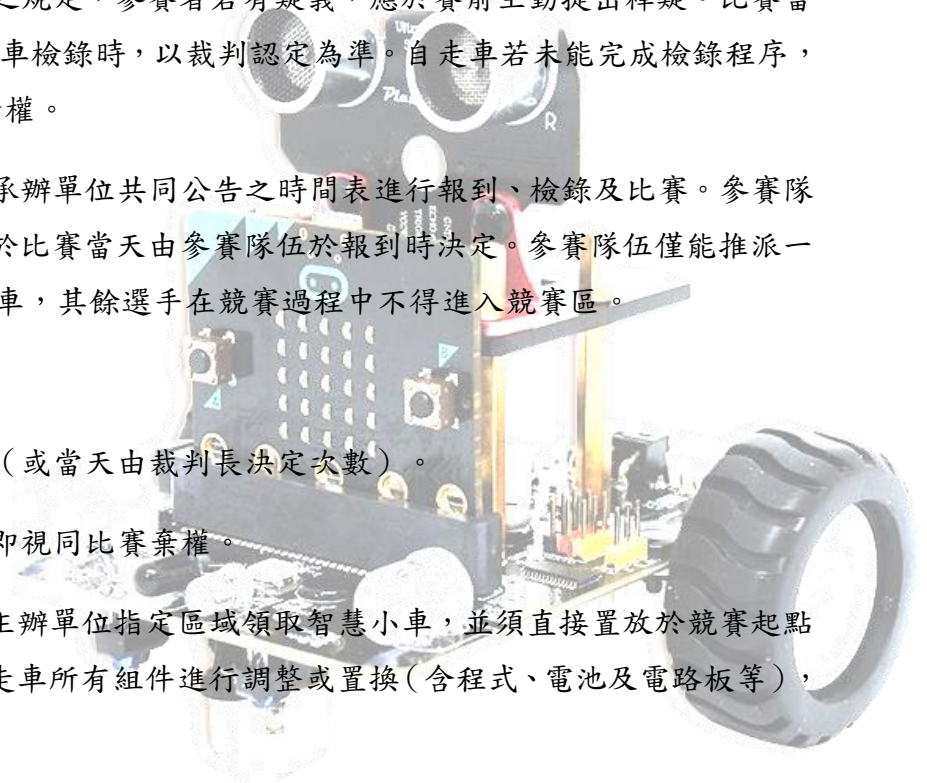 之規定，參賽者若有疑義，應於賽前主動提出釋疑。比賽當
車檢錄時，以裁判認定為準。自走車若未能完成檢錄程序，
權。
承辦單位共同公告之時間表進行報到、檢錄及比賽。參賽隊
於比賽當天由參賽隊伍於報到時決定。參賽隊伍僅能推派一
車，其餘選手在競賽過程中不得進入競賽區。
（或當天由裁判長決定次數）。
即視同比賽棄權。
主辦單位指定區域領取智慧小車，並須直接置放於競賽起點
走車所有組件進行調整或置換（含程式、電池及電路板等），
R
VCC
TRIG
ECHO
GND
A
B